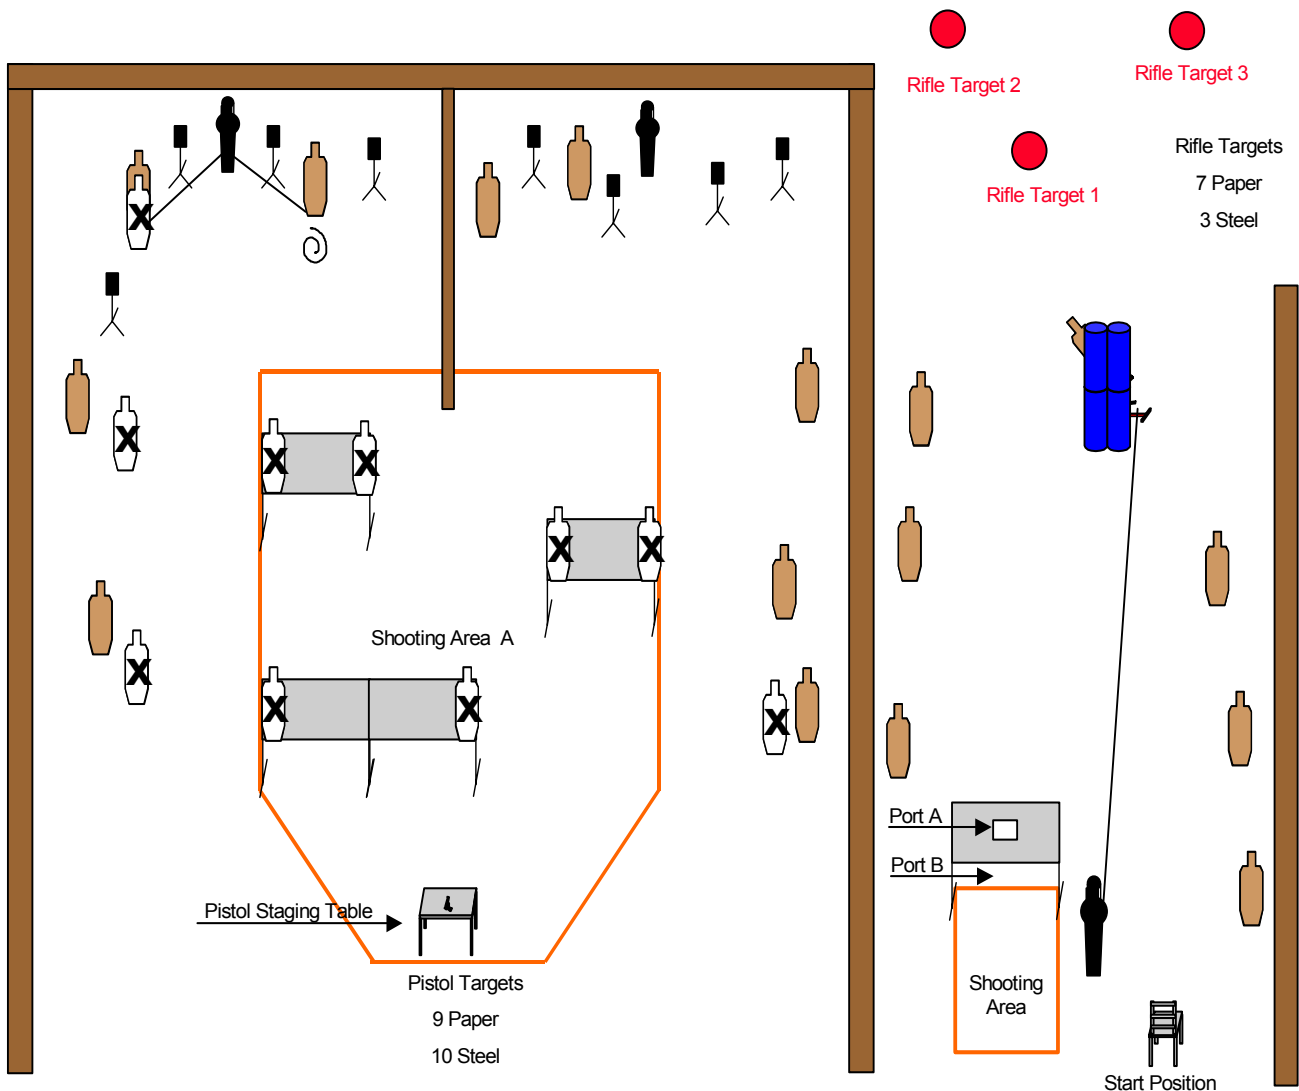 Rifle Target 2
Rifle Target 3
Rifle Target 1
Rifle Targets
7 Paper
3 Steel
X
X
X
X
X
X
Shooting Area A
X
X
X
X
Port A
Port B
Pistol Staging Table
Pistol Targets
9 Paper
10 Steel
Shooting
Area
Start Position